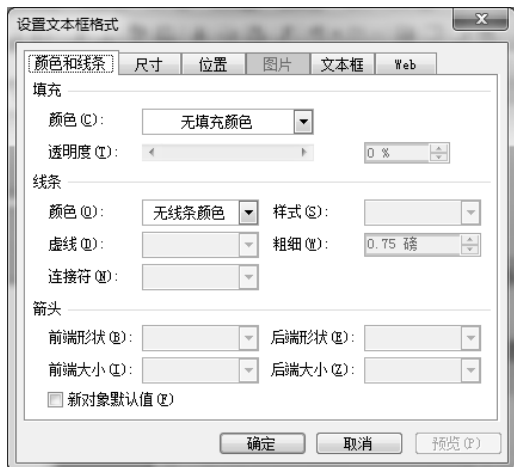 设置文本框格式
颜色和线条 尺寸 位置 图片 文本框 Web
填充
颜色(C): 无填充颜色
透明度(T): 0 %
线条
颜色(O): 无线条颜色 样式(S):
虚线(D): 粗细(W): 0.75 磅
连接符(N):
箭头
前端形状(B): 后端形状(E):
前端大小(I): 后端大小(Z):
新对象默认值(F)
确定 取消 预览(P)